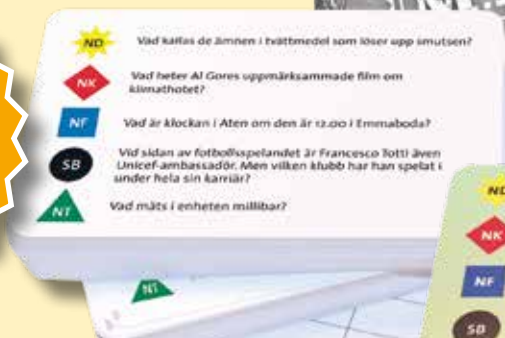 ND Vad kallas de ämnen i tvättmedel som löser upp smutsen?
NK Vad heter Al Gores uppmärksammade film om
klimathotet?
NF Vad är klockan i Aten om den är 12.00 i Emmaboda?
SB Vid sidan av fotbollsspelandet är Francesco Totti även
Unicef-ambassadör. Men vilken klubb har han spelat i
under hela sin karriär?
NT Vad mäts i enheten millibar?
NT
ND
NK
NF
SB